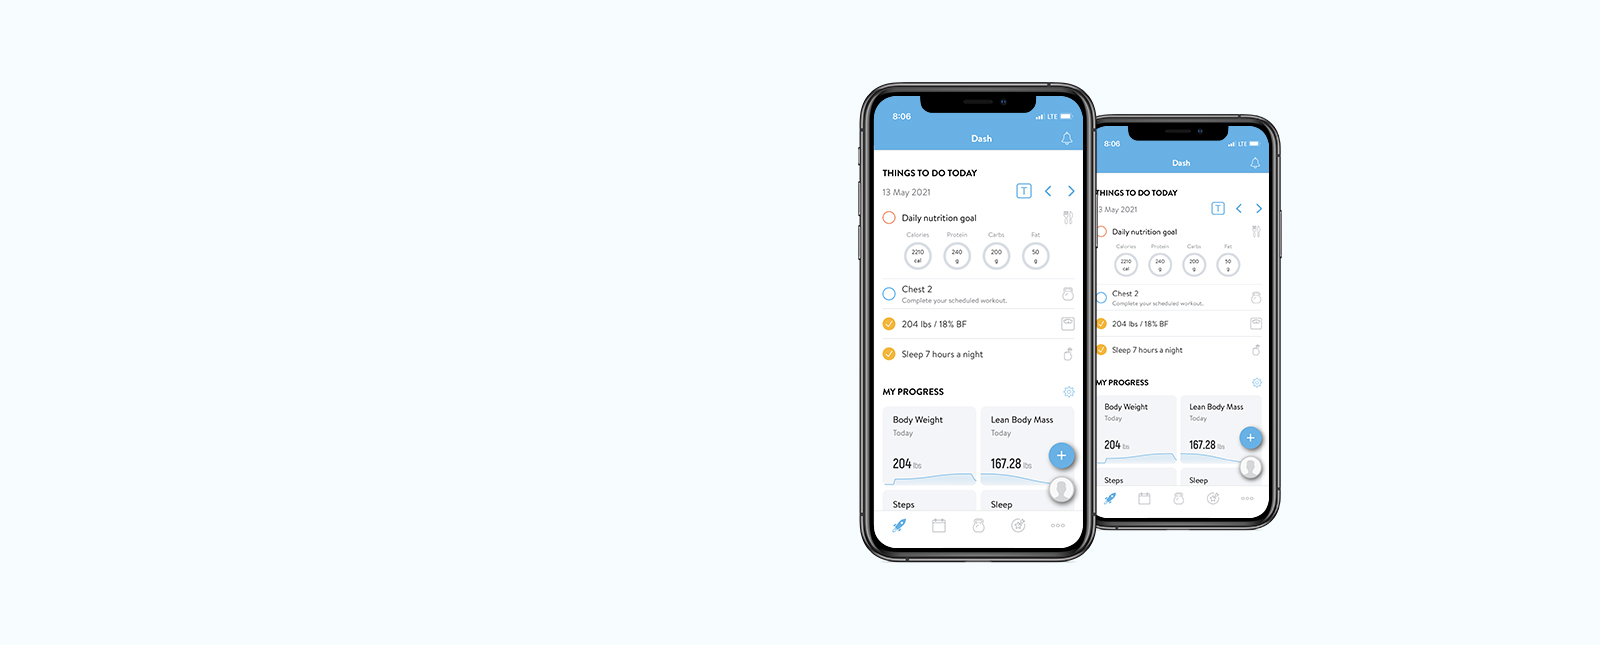 8:06
LTE
Dash
THINGS TO DO TODAY
13 May 2021
T
Daily nutrition goal
Calories Protein Carbs Fat
2210 240 200 50
cal g g g
Chest 2
Complete your scheduled workout.
204 lbs / 18% BF
Sleep 7 hours a night
MY PROGRESS
Body Weight Lean Body Mass
Today Today
204 lbs 167.28 lbs
Steps Sleep
8:06
LTE
Dash
THINGS TO DO TODAY
3 May 2021
T
Daily nutrition goal
Calories Protein Carbs Fat
2210 240 200 50
cal g g g
Chest 2
Complete your scheduled workout.
204 lbs / 18% BF
Sleep 7 hours a night
MY PROGRESS
Body Weight Lean Body Mass
Today Today
204 lbs 167.28 lbs
Steps Sleep